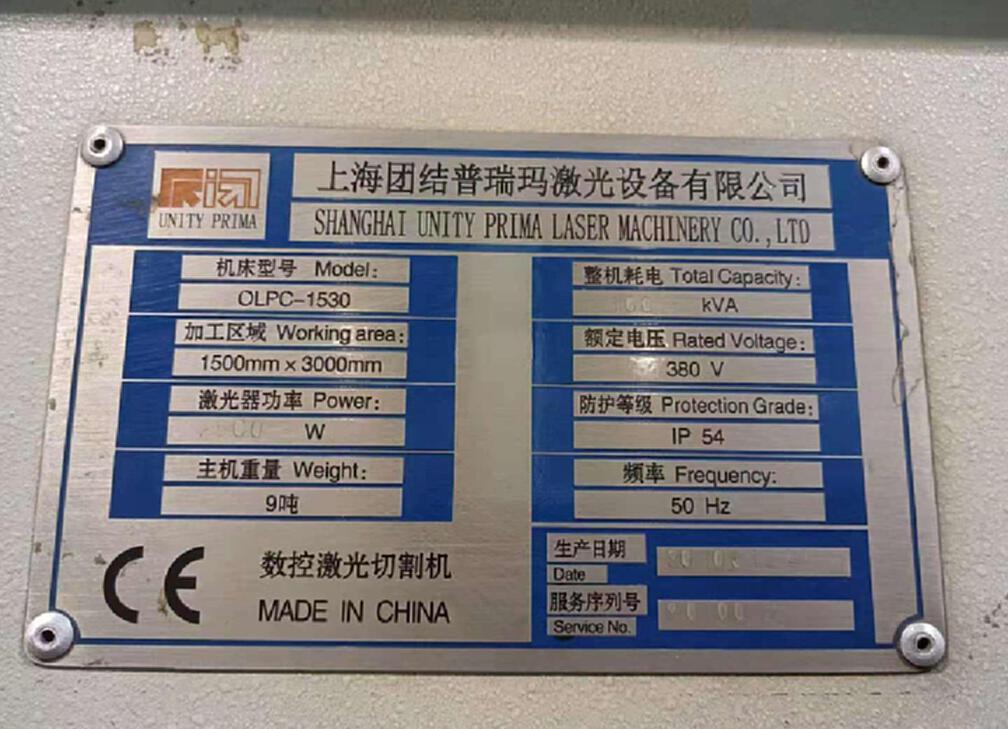 UNITY PRIMA
上海团结普瑞玛激光设备有限公司
SHANGHAI UNITY PRIMA LASER MACHINERY CO.,LTD
机床型号 Model:
OLPC-1530
加工区域 Working area:
1500mm×3000mm
激光器功率 Power:
W
主机重量 Weight:
9吨
整机耗电 Total Capacity:
kVA
额定电压 Rated Voltage:
380 V
防护等级 Protection Grade:
IP 54
频率 Frequency:
50 Hz
CE
数控激光切割机
MADE IN CHINA
生产日期
Date
服务序列号
Service No.